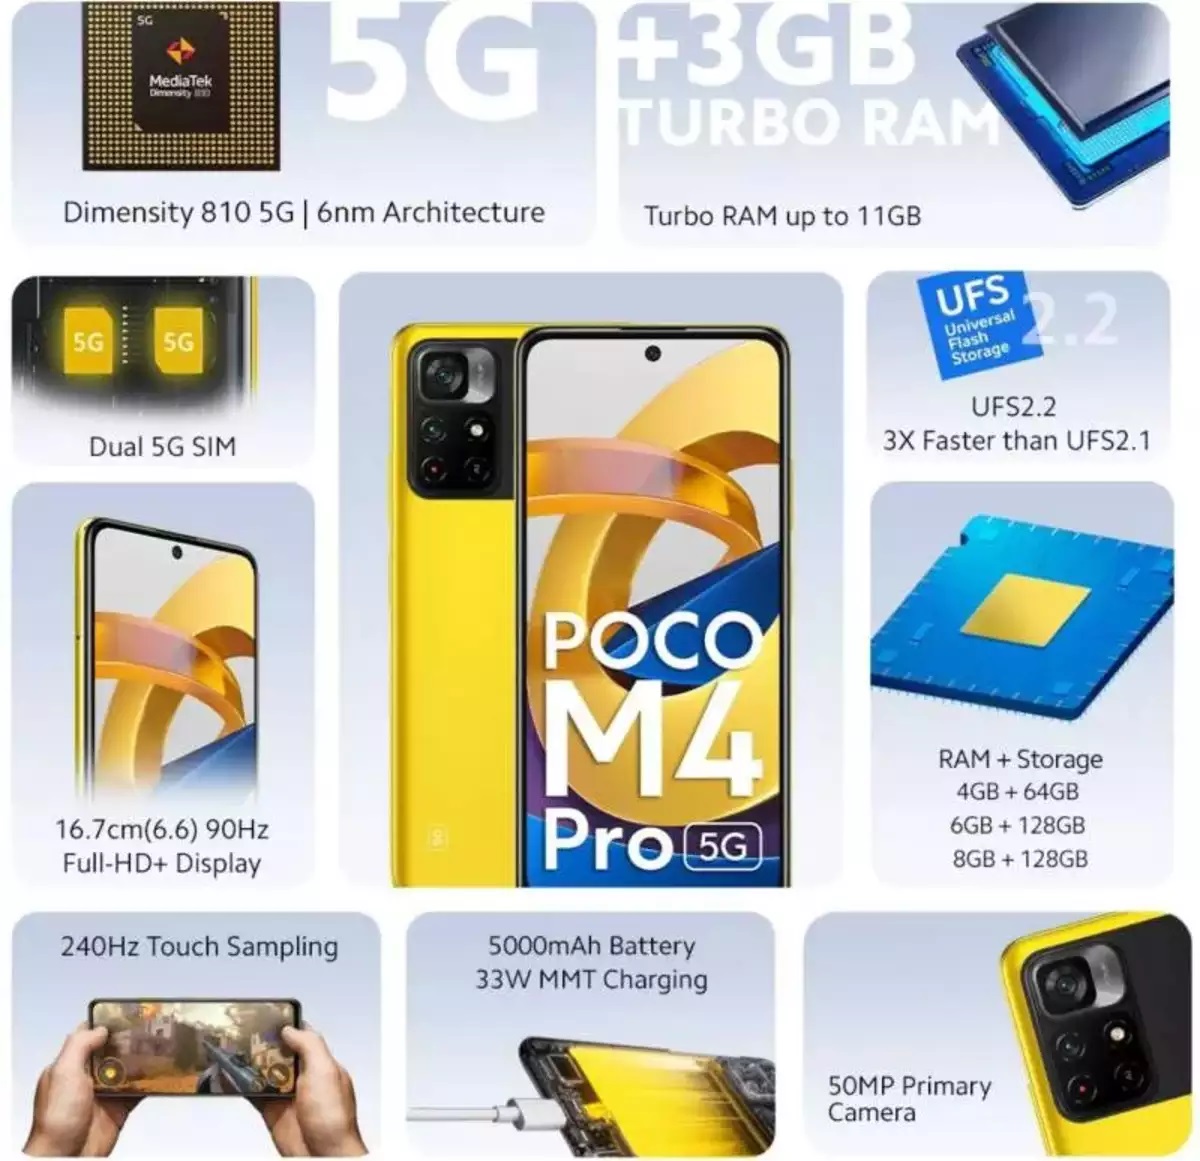 5G
MediaTek
Dimensity 810
5G
Dimensity 810 5G | 6nm Architecture
+3GB
TURBO RAM
Turbo RAM up to 11GB
5G
5G
Dual 5G SIM
UFS
Universal
Flash
Storage
2.2
UFS2.2
3X Faster than UFS2.1
16.7cm(6.6) 90Hz
Full-HD+ Display
POCO
M4
Pro 5G
5G
RAM + Storage
4GB + 64GB
6GB + 128GB
8GB + 128GB
240Hz Touch Sampling
5000mAh Battery
33W MMT Charging
50MP Primary
Camera